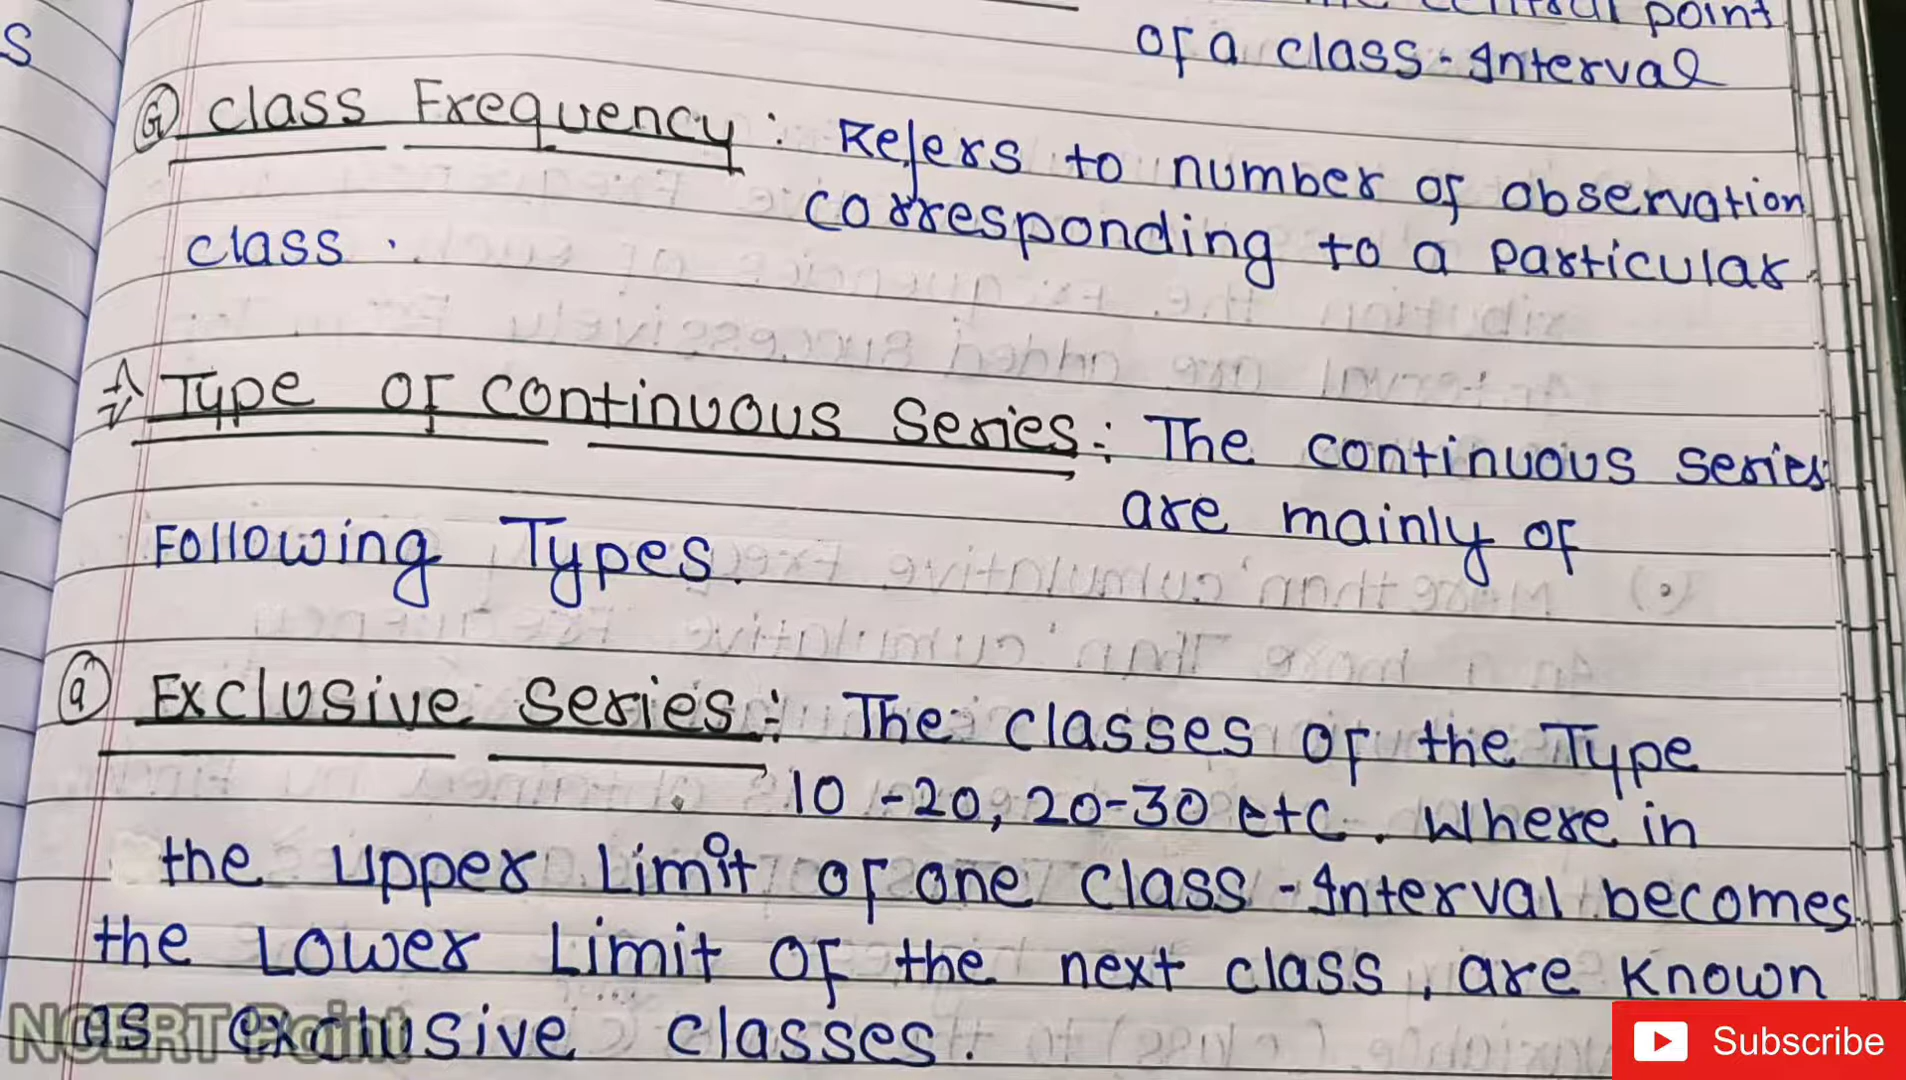 S
point
of a class-Interval
G class Frequency : Refers to number of observation
corresponding to a particular
class .
Type of continuous Series :- The continuous series
are mainly of
Following Types.
a Exclusive Series :- The classes of the Type
10-20, 20-30 etc. Where in
the upper Limit of one class-Interval becomes
the Lower Limit of the next class, are known
as exclusive classes.
NCERT Point
Subscribe